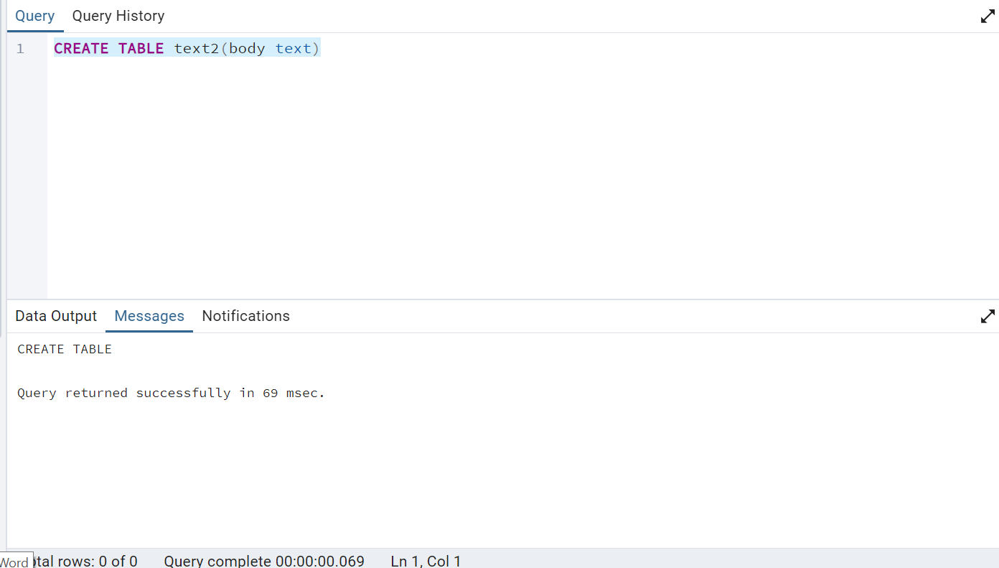 Query Query History
1 CREATE TABLE text2(body text)
Data Output Messages Notifications
CREATE TABLE
Query returned successfully in 69 msec.
Word tal rows: 0 of 0 Query complete 00:00:00.069 Ln 1, Col 1